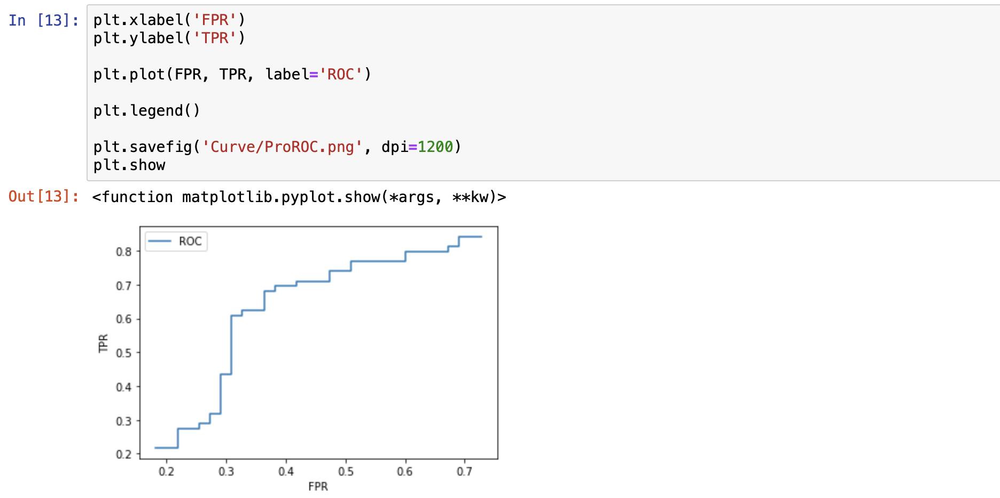 In [13]:
plt.xlabel('FPR')
plt.ylabel('TPR')
plt.plot(FPR, TPR, label='ROC')
plt.legend()
plt.savefig('Curve/ProROC.png', dpi=1200)
plt.show
Out[13]: <function matplotlib.pyplot.show(*args, **kw)>
ROC
0.8
0.7
0.6
0.5
0.4
0.3
0.2
TPR
0.2 0.3 0.4 0.5 0.6 0.7
FPR